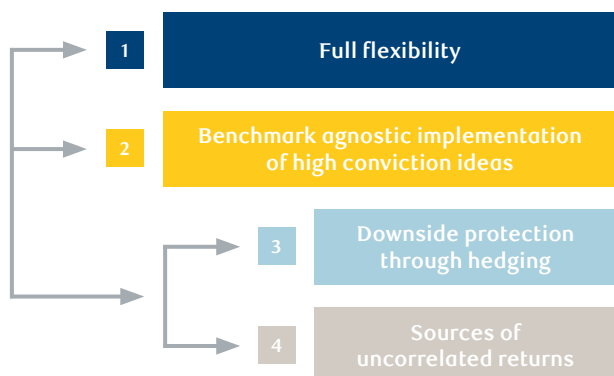 1
Full flexibility
2
Benchmark agnostic implementation
of high conviction ideas
3
Downside protection
through hedging
4
Sources of
uncorrelated returns